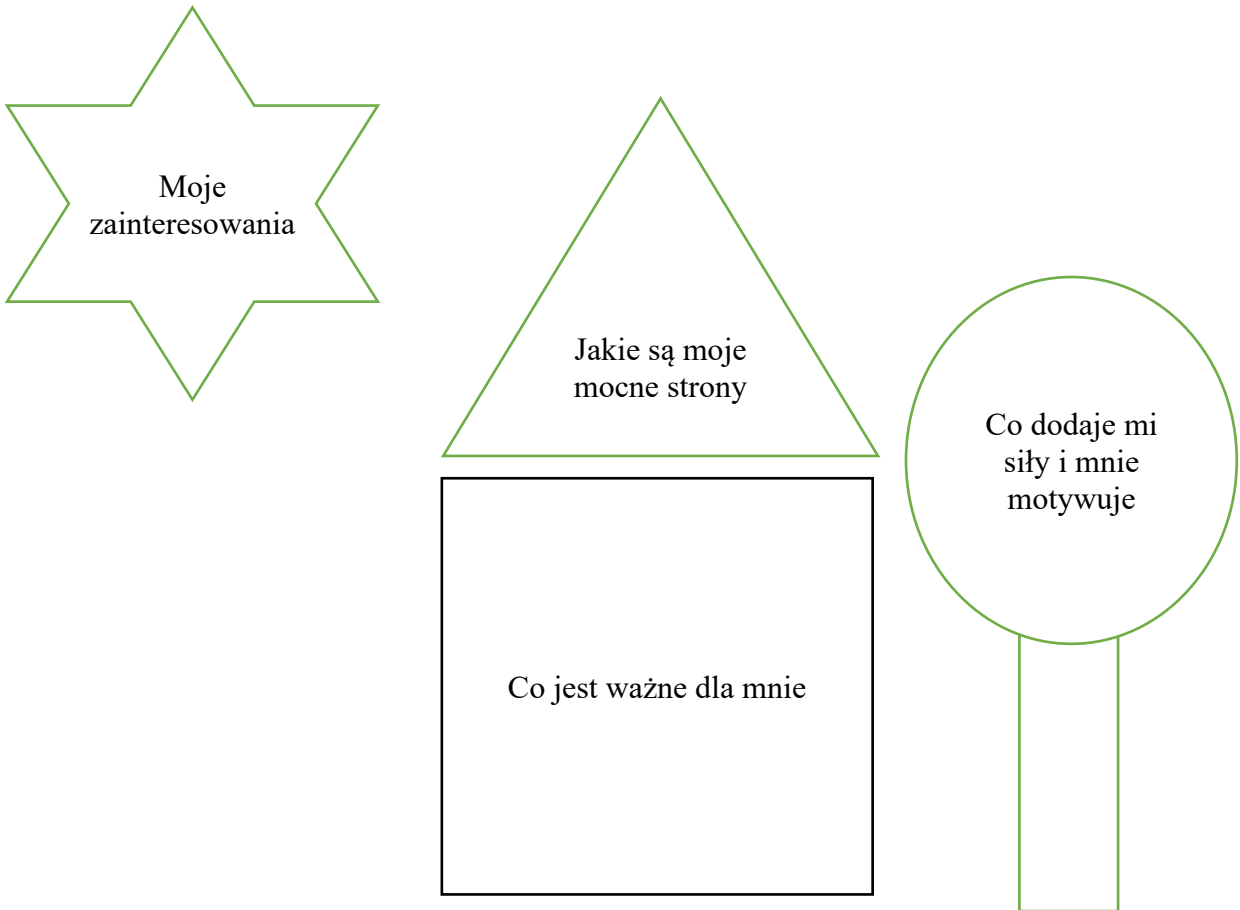 Moje
zainteresowania
Jakie są moje
mocne strony
Co dodaje mi
siły i mnie
motywuje
Co jest ważne dla mnie